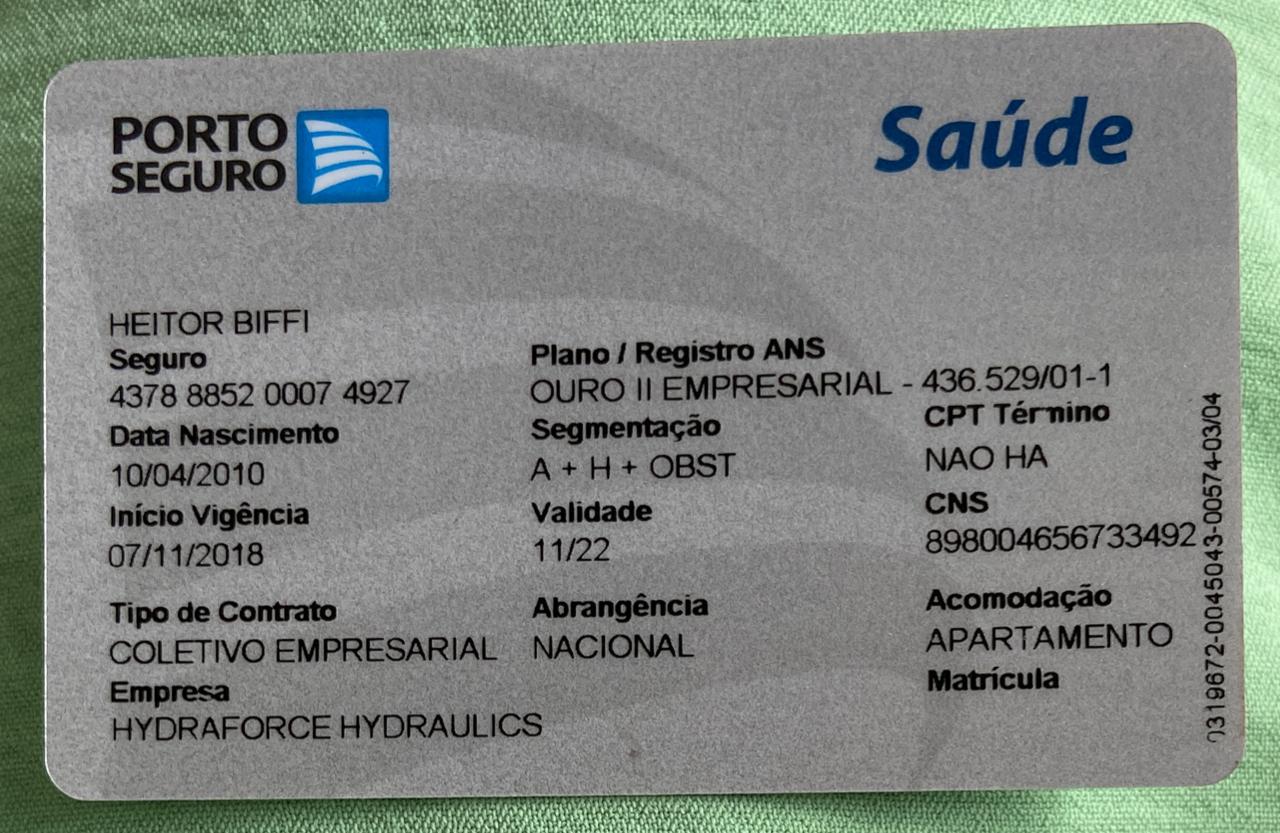 PORTO
SEGURO
Saúde
HEITOR BIFFI
Seguro
4378 8852 0007 4927
Plano / Registro ANS
OURO II EMPRESARIAL - 436.529/01-1
Data Nascimento
10/04/2010
Segmentação
A + H + OBST
CPT Término
NAO HA
Início Vigência
07/11/2018
Validade
11/22
CNS
898004656733492
Tipo de Contrato
COLETIVO EMPRESARIAL
Abrangência
NACIONAL
Acomodação
APARTAMENTO
Empresa
HYDRAFORCE HYDRAULICS
Matrícula
0319672-0045043-00574-03/04